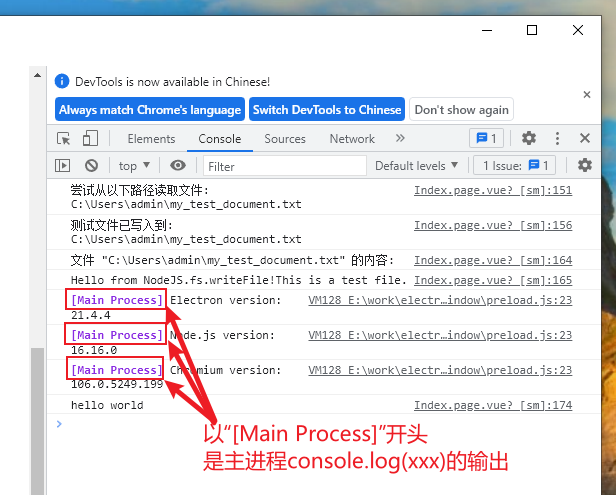 DevTools is now available in Chinese!
Always match Chrome's language
Switch DevTools to Chinese
Don't show again
Elements
Console
Sources
Network
1
top
Filter
Default levels
1 Issue:
1
尝试从以下路径读取文件:
C:\Users\admin\my_test_document.txt
Index.page.vue? [sm]:151
测试文件已写入到:
C:\Users\admin\my_test_document.txt
Index.page.vue? [sm]:156
文件 "C:\Users\admin\my_test_document.txt" 的内容:
Index.page.vue? [sm]:164
Hello from NodeJS.fs.writeFile!This is a test file.
Index.page.vue? [sm]:165
[Main Process] Electron version:
21.4.4
VM128 E:\work\electr…indow\preload.js:23
[Main Process] Node.js version:
16.16.0
VM128 E:\work\electr…indow\preload.js:23
[Main Process] Chromium version:
106.0.5249.199
VM128 E:\work\electr…indow\preload.js:23
hello world
Index.page.vue? [sm]:174
以“[Main Process]”开头
是主进程console.log(xxx)的输出